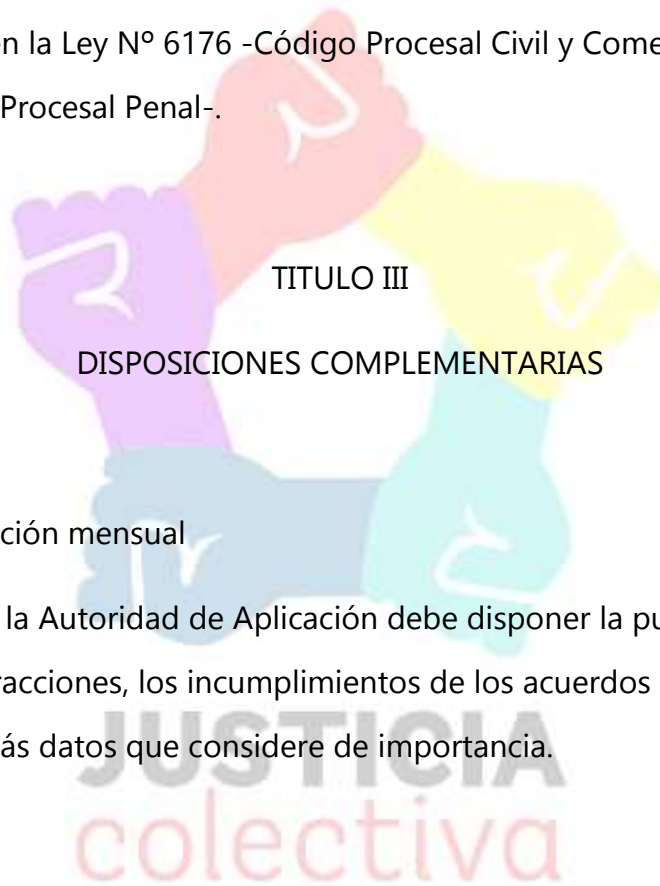 en la Ley Nº 6176 -Código Procesal Civil y Come
Procesal Penal-.
TITULO III
DISPOSICIONES COMPLEMENTARIAS
ción mensual
la Autoridad de Aplicación debe disponer la pu
racciones, los incumplimientos de los acuerdos
ás datos que considere de importancia.
JUSTICIA
colectiva